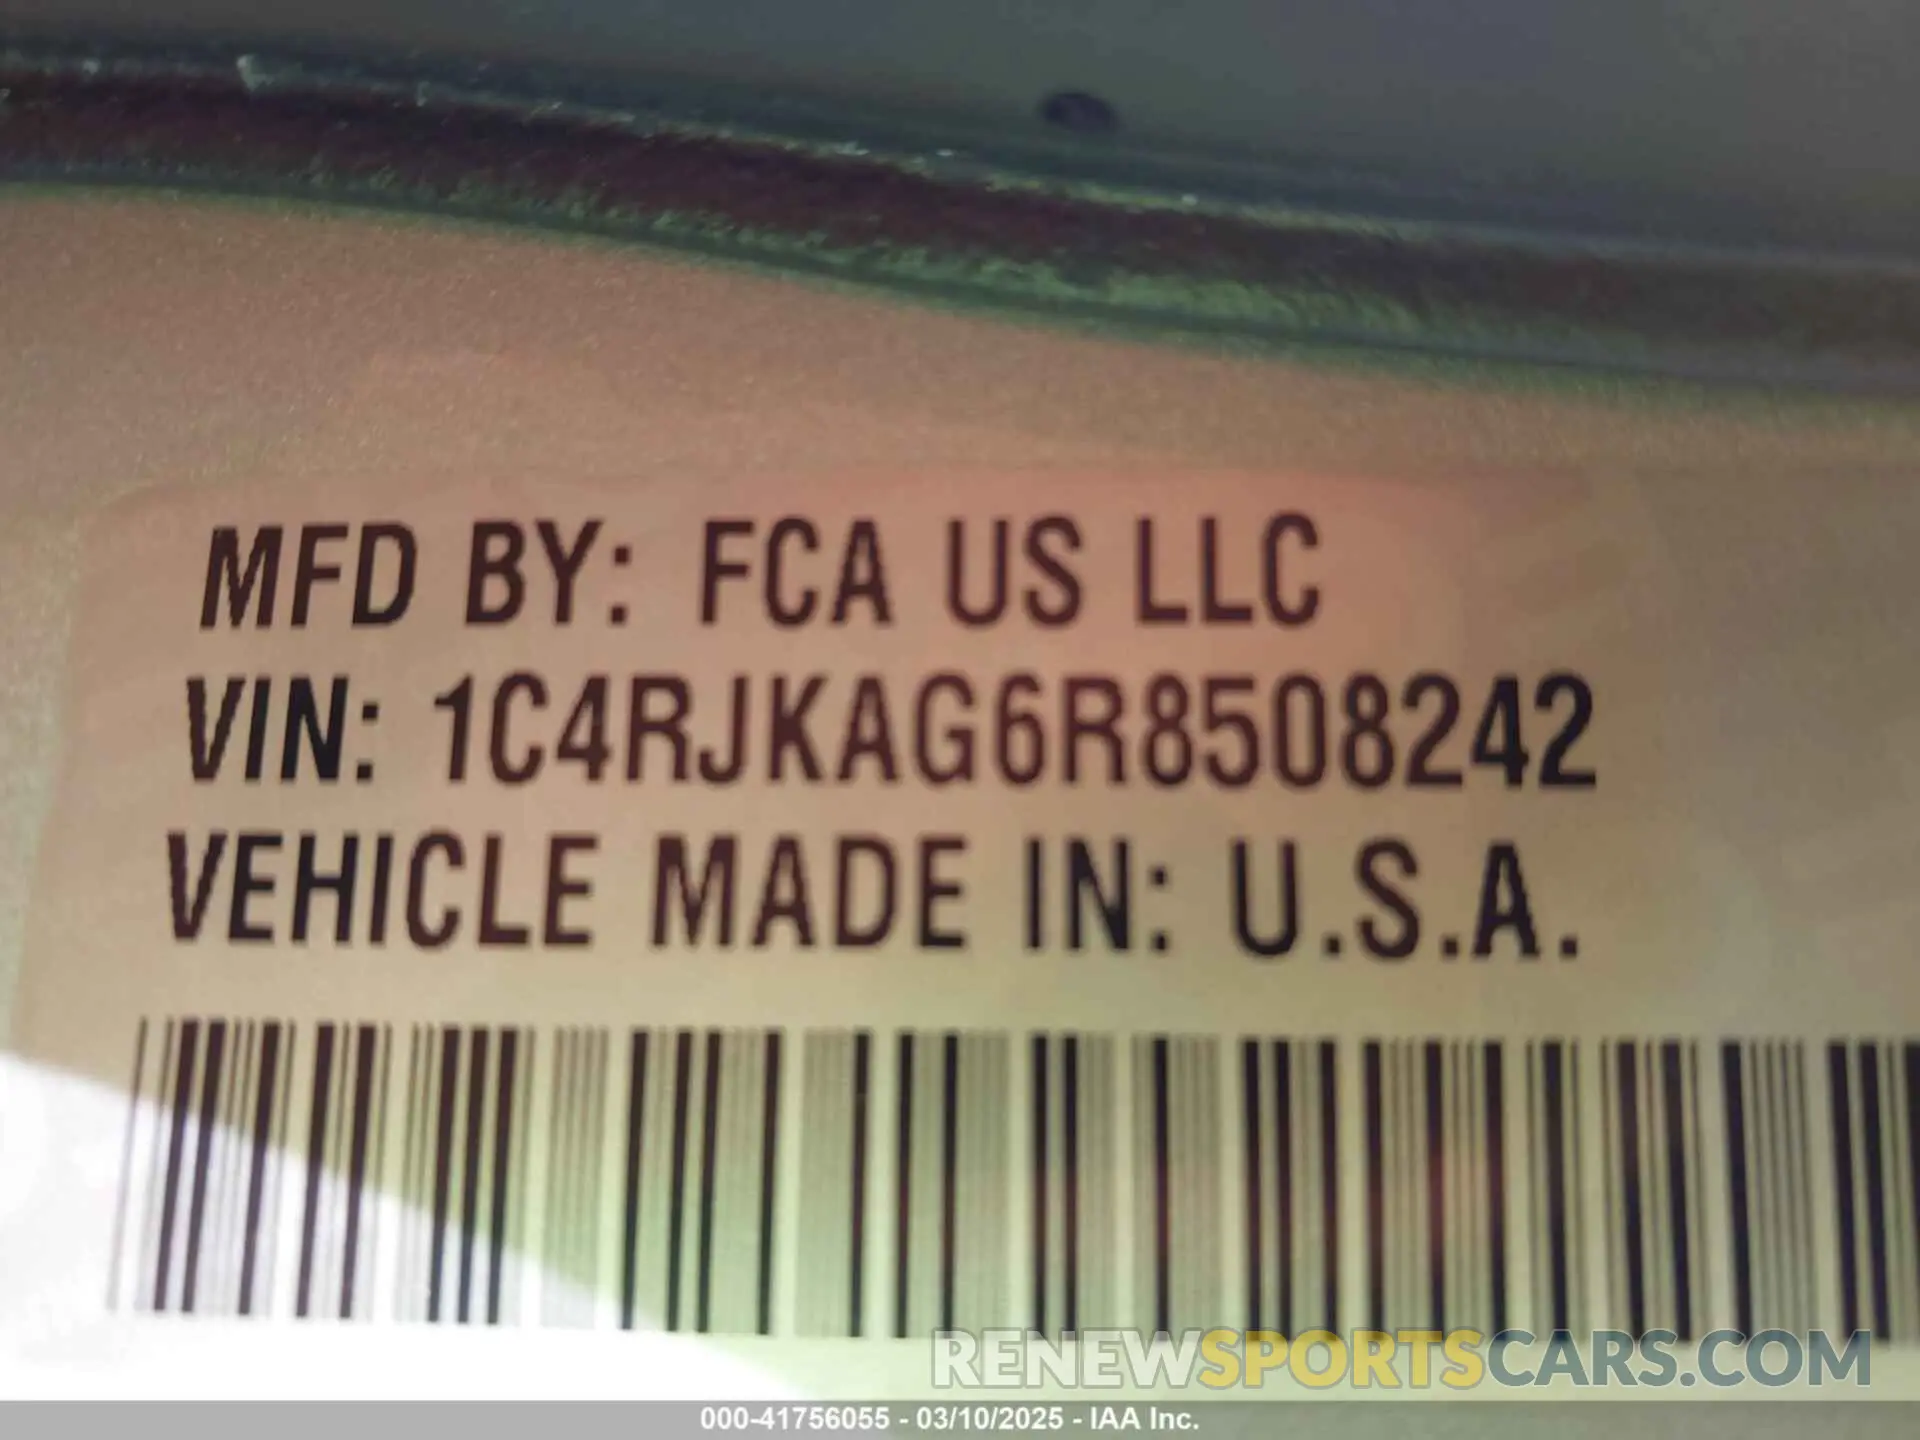 MFD BY: FCA US LLC
VIN: 1C4RJKAG6R8508242
VEHICLE MADE IN: U.S.A.
RENEWSPORTSCARS.COM
000-41756055 - 03/10/2025 - IAA Inc.